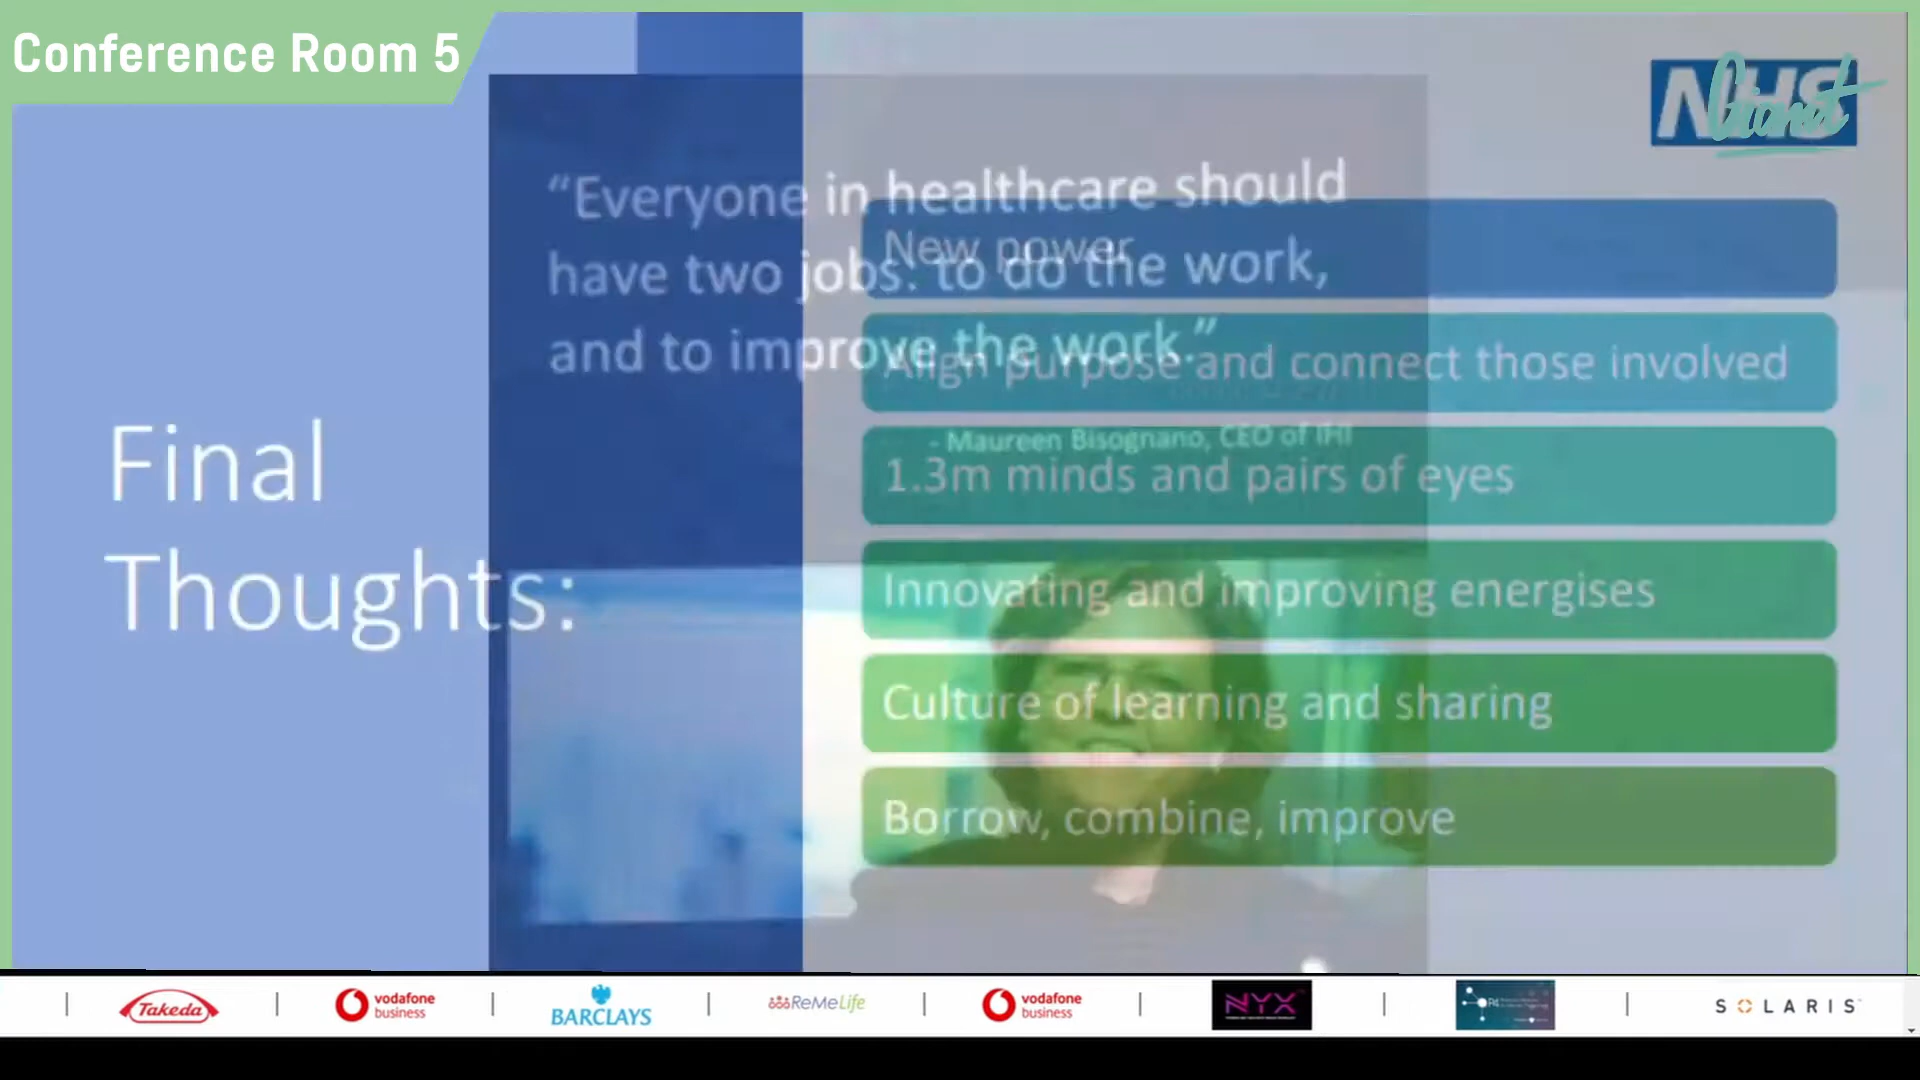 Conference Room 5
NHS
Giant
“Everyone in healthcare should
have two jobs: to do the work,
and to improve the work.”
- Maureen Bisognano, CEO of IHI
Final
Thoughts:
New power
Align purpose and connect those involved
1.3m minds and pairs of eyes
Innovating and improving energises
Culture of learning and sharing
Borrow, combine, improve
Takeda
vodafone
business
BARCLAYS
ReMeLife
vodafone
business
NYX
SOLARIS